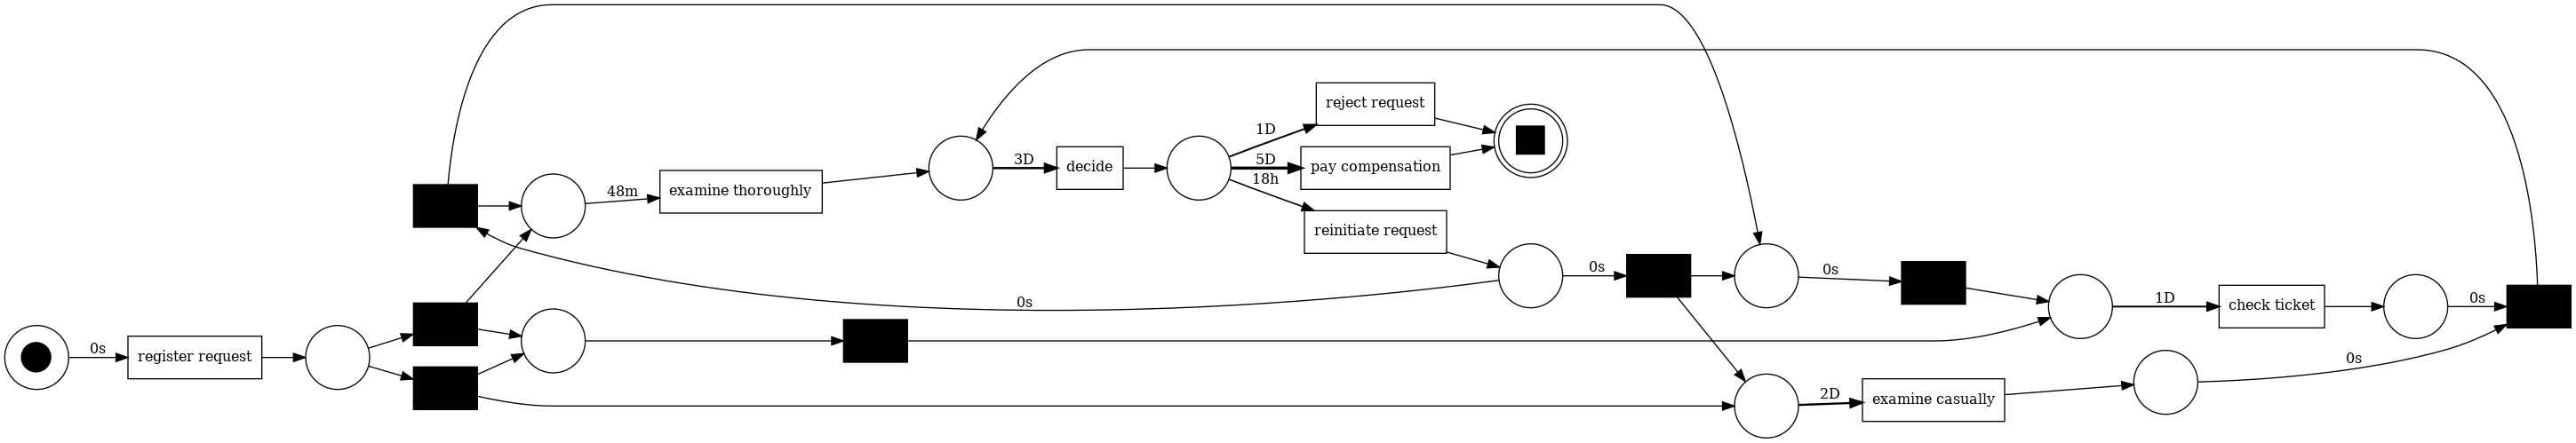 reject request
1D
3D
decide
5D
pay compensation
18h
48m
examine thoroughly
reinitiate request
0s
0s
0s
0s
1D
check ticket
0s
0s
register request
0s
2D
examine casually